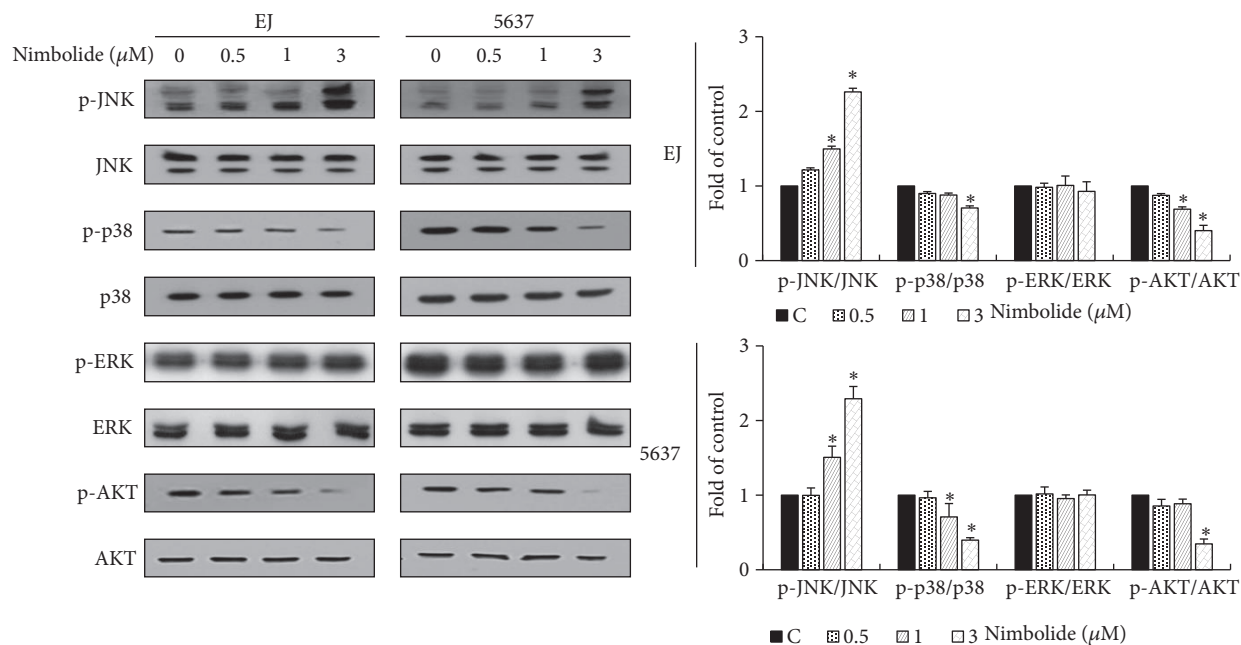 EJ
5637
Nimbolide (μM) 0 0.5 1 3 0 0.5 1 3
p-JNK
JNK
p-p38
p38
p-ERK
ERK
p-AKT
AKT
EJ
Fold of control
3
2
1
0
* * * * *
p-JNK/JNK p-p38/p38 p-ERK/ERK p-AKT/AKT
C 0.5 1 3 Nimbolide (μM)
5637
Fold of control
3
2
1
0
* * * * *
p-JNK/JNK p-p38/p38 p-ERK/ERK p-AKT/AKT
C 0.5 1 3 Nimbolide (μM)